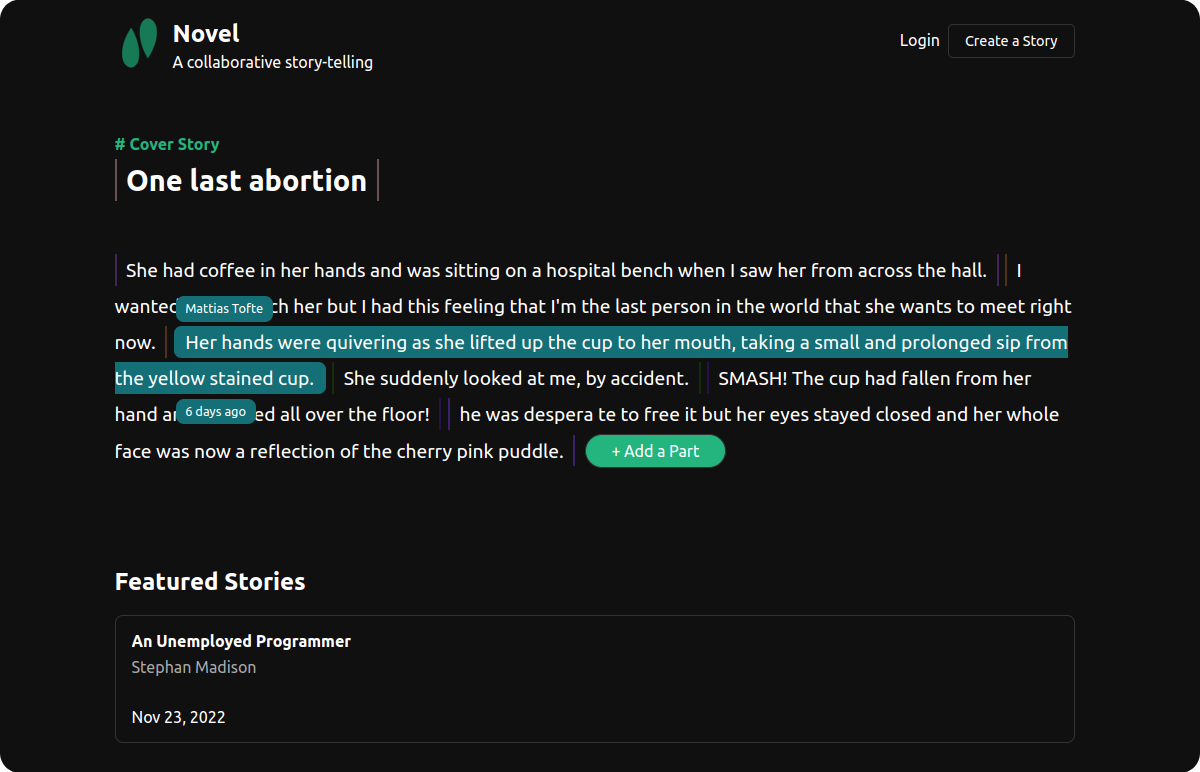 Novel
A collaborative story-telling
Login
Create a Story
# Cover Story
One last abortion
She had coffee in her hands and was sitting on a hospital bench when I saw her from across the hall. I
wanted her but I had this feeling that I'm the last person in the world that she wants to meet right
Mattias Tofte
now. Her hands were quivering as she lifted up the cup to her mouth, taking a small and prolonged sip from
the yellow stained cup. She suddenly looked at me, by accident. SMASH! The cup had fallen from her
hand all over the floor! he was despera te to free it but her eyes stayed closed and her whole
6 days ago
face was now a reflection of the cherry pink puddle.
+ Add a Part
Featured Stories
An Unemployed Programmer
Stephan Madison
Nov 23, 2022